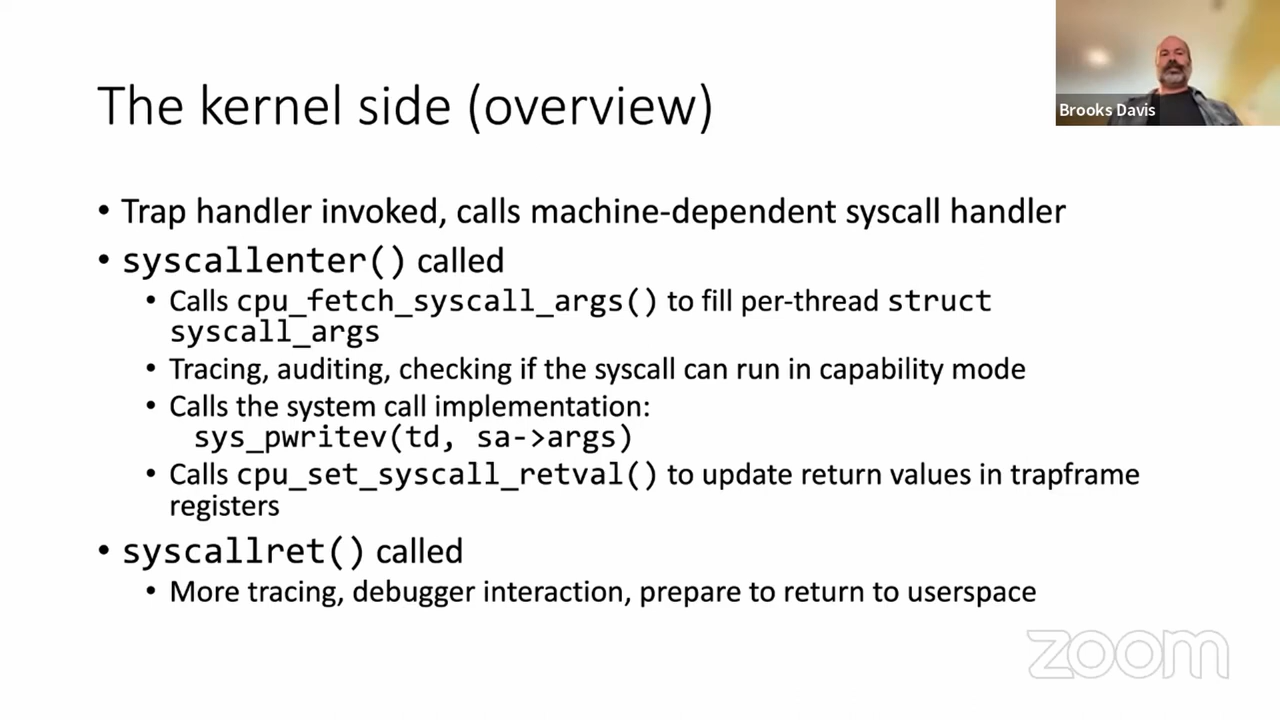 The kernel side (overview)
Brooks Davis
• Trap handler invoked, calls machine-dependent syscall handler
• syscallenter() called
• Calls cpu_fetch_syscall_args() to fill per-thread struct
syscall_args
• Tracing, auditing, checking if the syscall can run in capability mode
• Calls the system call implementation:
sys_pwritev(td, sa->args)
• Calls cpu_set_syscall_retval() to update return values in trapframe
registers
• syscallret() called
• More tracing, debugger interaction, prepare to return to userspace
zoom